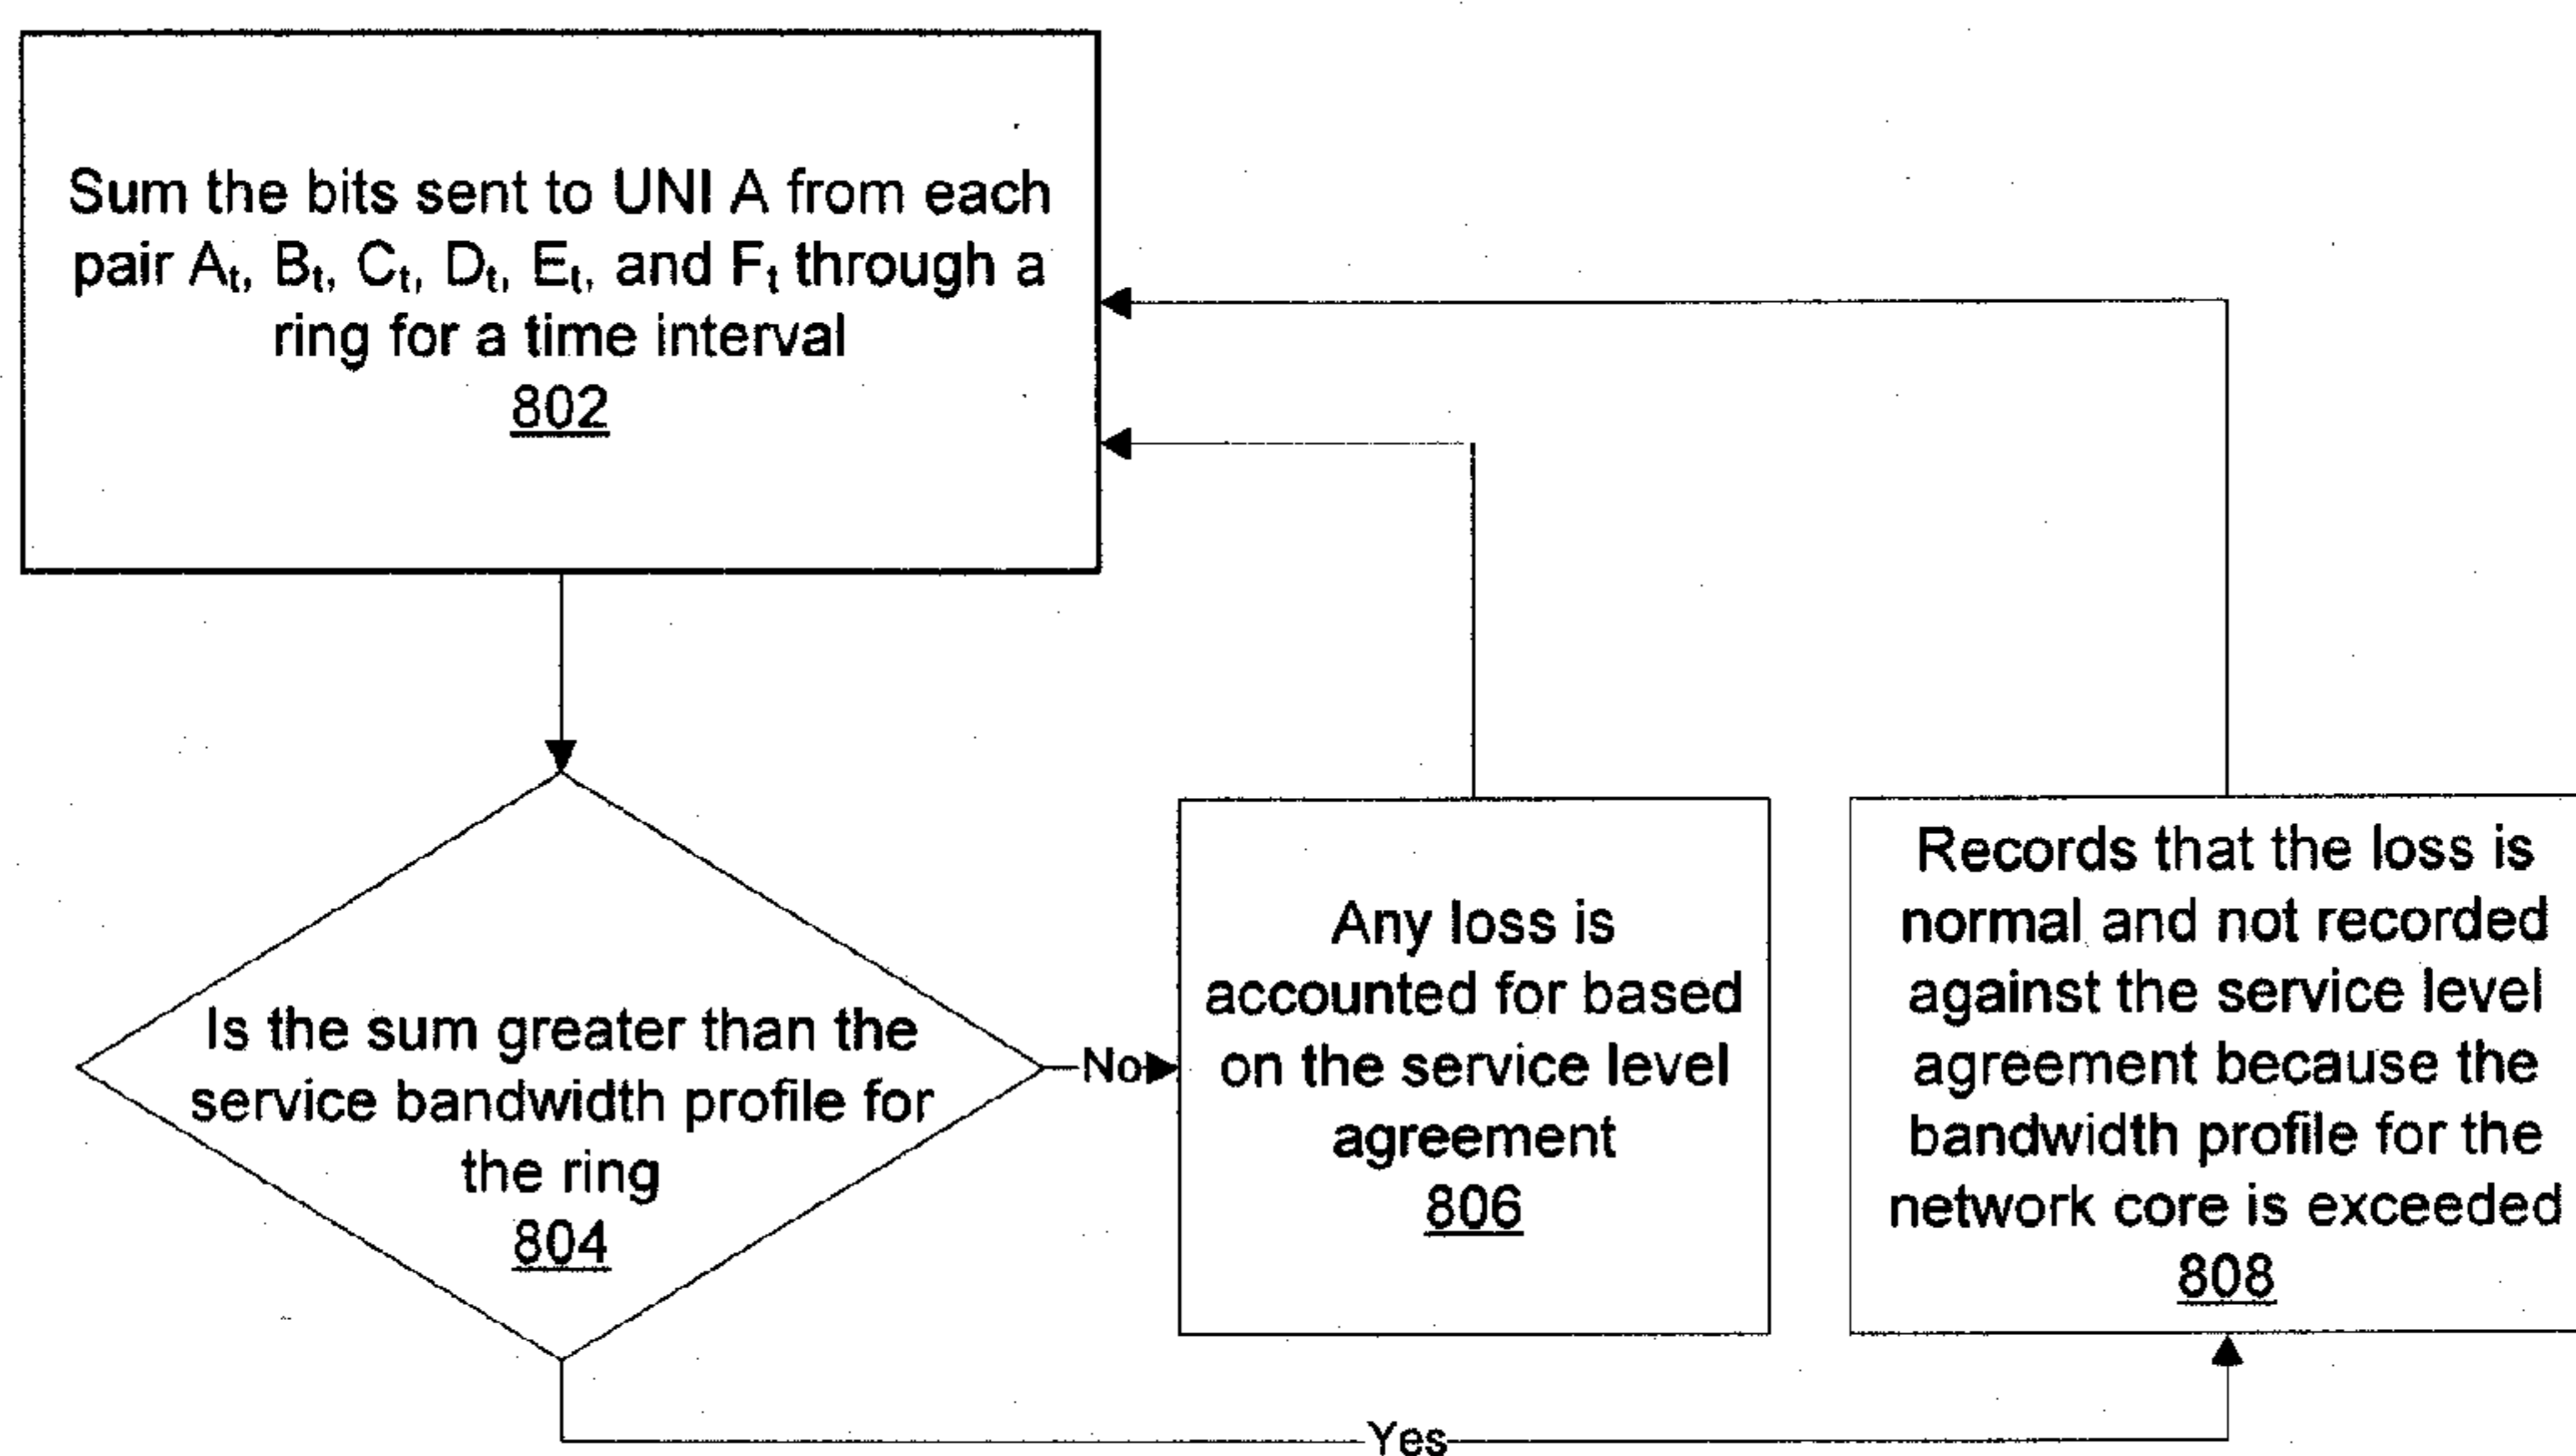 Sum the bits sent to UNI A from each
pair Aₜ, Bₜ, Cₜ, Dₜ, Eₜ, and Fₜ through a
ring for a time interval
802
Is the sum greater than the
service bandwidth profile for
the ring
804
No
Any loss is
accounted for based
on the service level
agreement
806
Records that the loss is
normal and not recorded
against the service level
agreement because the
bandwidth profile for the
network core is exceeded
808
Yes